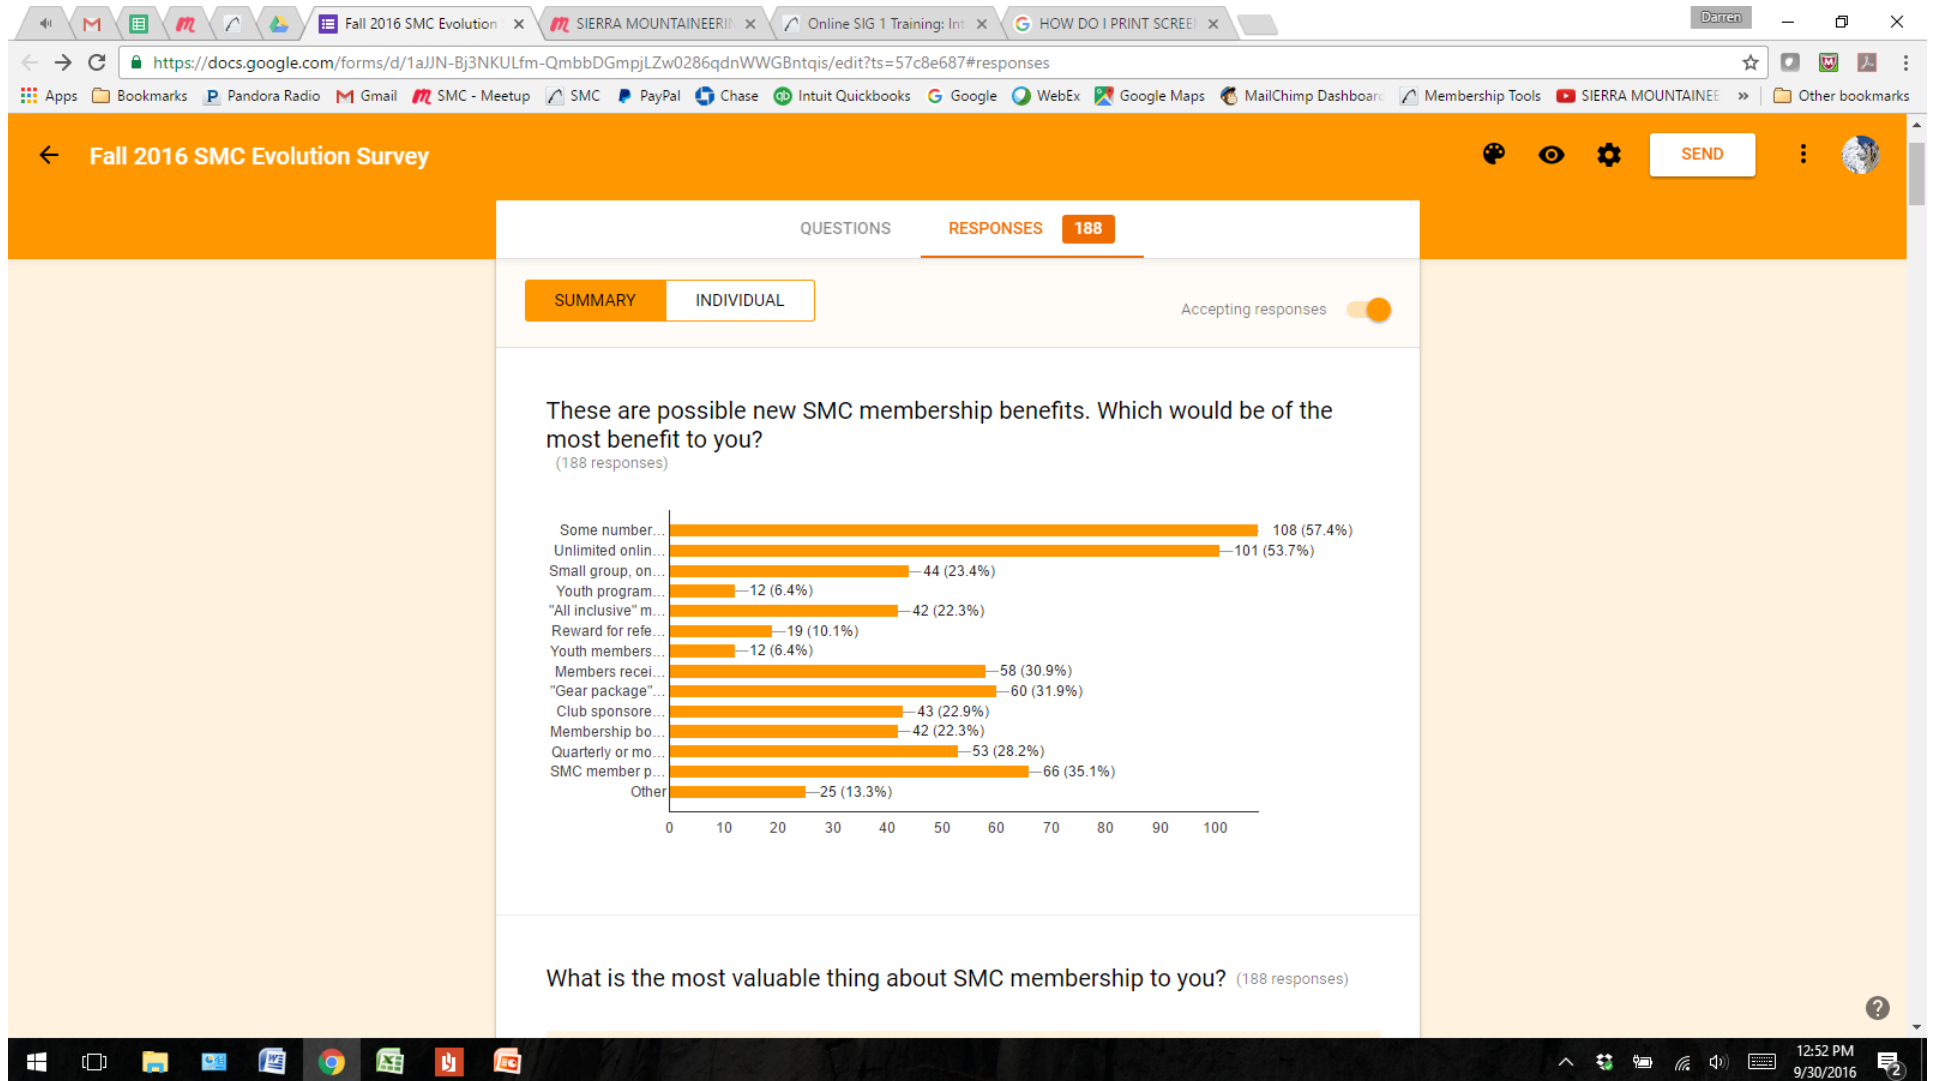 Darren
Fall 2016 SMC Evolution
SIERRA MOUNTAINEERIN
Online SIG 1 Training: Int
HOW DO I PRINT SCREEN
https://docs.google.com/forms/d/1aJJN-Bj3NKULfm-QmbbDGmpjLZw0286qdnWWGBntqis/edit?ts=57c8e687#responses
Apps Bookmarks Pandora Radio Gmail SMC - Meetup SMC PayPal Chase Intuit Quickbooks Google WebEx Google Maps MailChimp Dashboard Membership Tools SIERRA MOUNTAINEE » Other bookmarks
Fall 2016 SMC Evolution Survey
SEND
QUESTIONS RESPONSES 188
SUMMARY INDIVIDUAL
Accepting responses
These are possible new SMC membership benefits. Which would be of the
most benefit to you?
(188 responses)
Some number... 108 (57.4%)
Unlimited onlin... 101 (53.7%)
Small group, on... 44 (23.4%)
Youth program... 12 (6.4%)
"All inclusive" m... 42 (22.3%)
Reward for refe... 19 (10.1%)
Youth members... 12 (6.4%)
Members recei... 58 (30.9%)
"Gear package"... 60 (31.9%)
Club sponsore... 43 (22.9%)
Membership bo... 42 (22.3%)
Quarterly or mo... 53 (28.2%)
SMC member p... 66 (35.1%)
Other 25 (13.3%)
0 10 20 30 40 50 60 70 80 90 100
What is the most valuable thing about SMC membership to you? (188 responses)
12:52 PM
9/30/2016
2